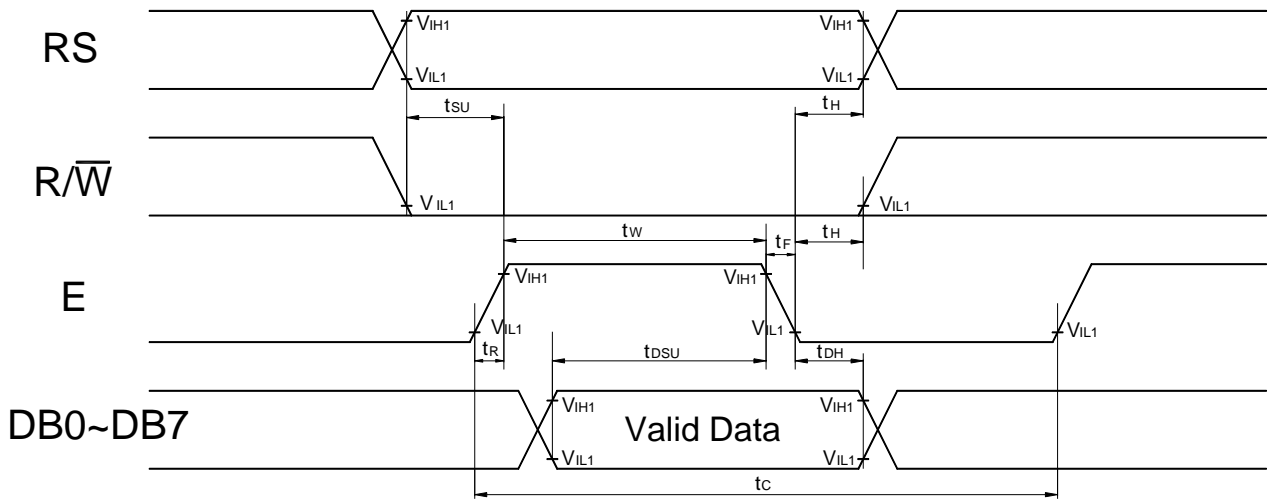 RS
VIH1
VIH1
VIL1
VIL1
tSU
tH
R/W̅
VIL1
VIL1
tW
tF
tH
E
VIH1
VIH1
VIL1
VIL1
VIL1
tR
tDSU
tDH
DB0~DB7
VIH1
Valid Data
VIH1
VIL1
VIL1
tC